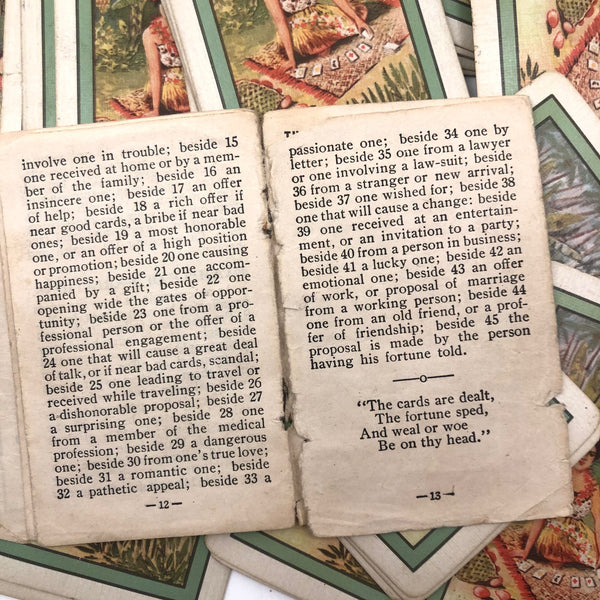 involve one in trouble; beside 15
one received at home or by a mem-
ber of the family; beside 16 an
insincere one; beside 17 an offer
of help; beside 18 a rich offer if
near good cards, a bribe if near bad
ones; beside 19 a most honorable
one, or an offer of a high position
or promotion; beside 20 one causing
happiness; beside 21 one accom-
panied by a gift; beside 22 one
opening wide the gates of oppor-
tunity; beside 23 one from a pro-
fessional person or the offer of a
professional engagement; beside
24 one that will cause a great deal
of talk, or if near bad cards, scandal;
beside 25 one leading to travel or
received while traveling; beside 26
a dishonorable proposal; beside 27
a surprising one; beside 28 one
from a member of the medical
profession; beside 29 a dangerous
one; beside 30 from one's true love;
beside 31 a romantic one; beside
32 a pathetic appeal; beside 33 a
—12—
passionate one; beside 34 one by
letter; beside 35 one from a lawyer
or one involving a law-suit; beside
36 from a stranger or new arrival;
beside 37 one wished for; beside 38
one that will cause a change: beside
39 one received at an entertain-
ment, or an invitation to a party;
beside 40 from a person in business;
beside 41 a lucky one; beside 42 an
emotional one; beside 43 an offer
of work, or proposal of marriage
from a working person; beside 44
one from an old friend, or a prof-
fer of friendship; beside 45 the
proposal is made by the person
having his fortune told.
"The cards are dealt,
The fortune sped,
And weal or woe
Be on thy head."
—13—